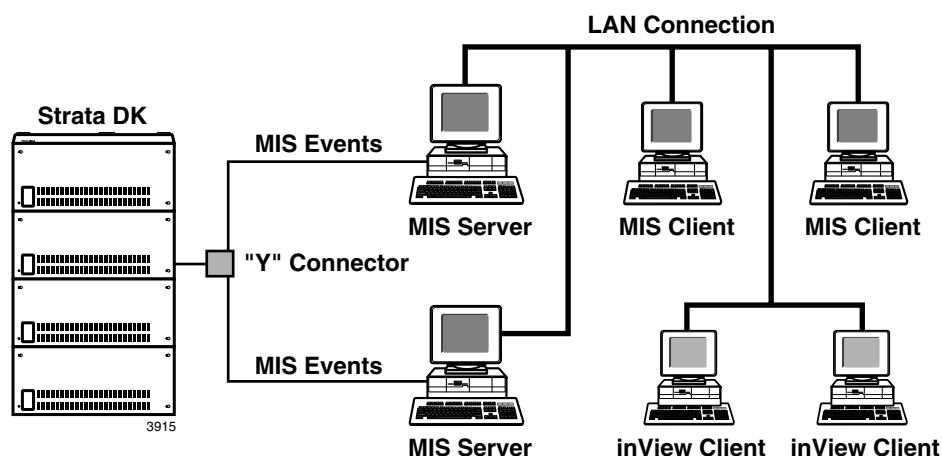 LAN Connection
Strata DK
MIS Events
MIS Server
MIS Client
MIS Client
"Y" Connector
MIS Events
3915
MIS Server
inView Client
inView Client